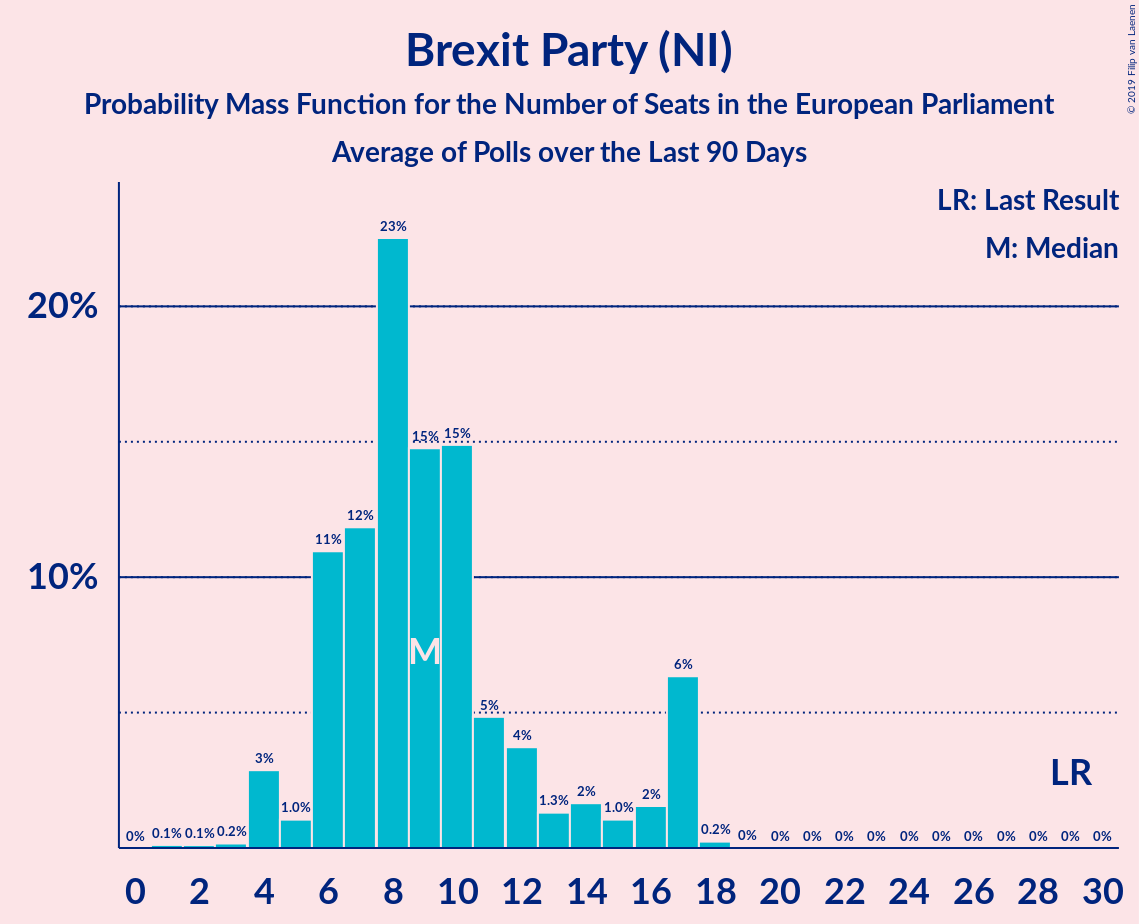 Brexit Party (NI)
Probability Mass Function for the Number of Seats in the European Parliament
Average of Polls over the Last 90 Days
© 2019 Filip van Laenen
LR: Last Result
M: Median
20%
10%
0% 0.1% 0.1% 0.2% 3% 1.0% 11% 12% 23% 15% 15% 5% 4% 1.3% 2% 1.0% 2% 6% 0.2% 0% 0% 0% 0% 0% 0% 0% 0% 0% 0% 0% 0%
M
LR
0 2 4 6 8 10 12 14 16 18 20 22 24 26 28 30